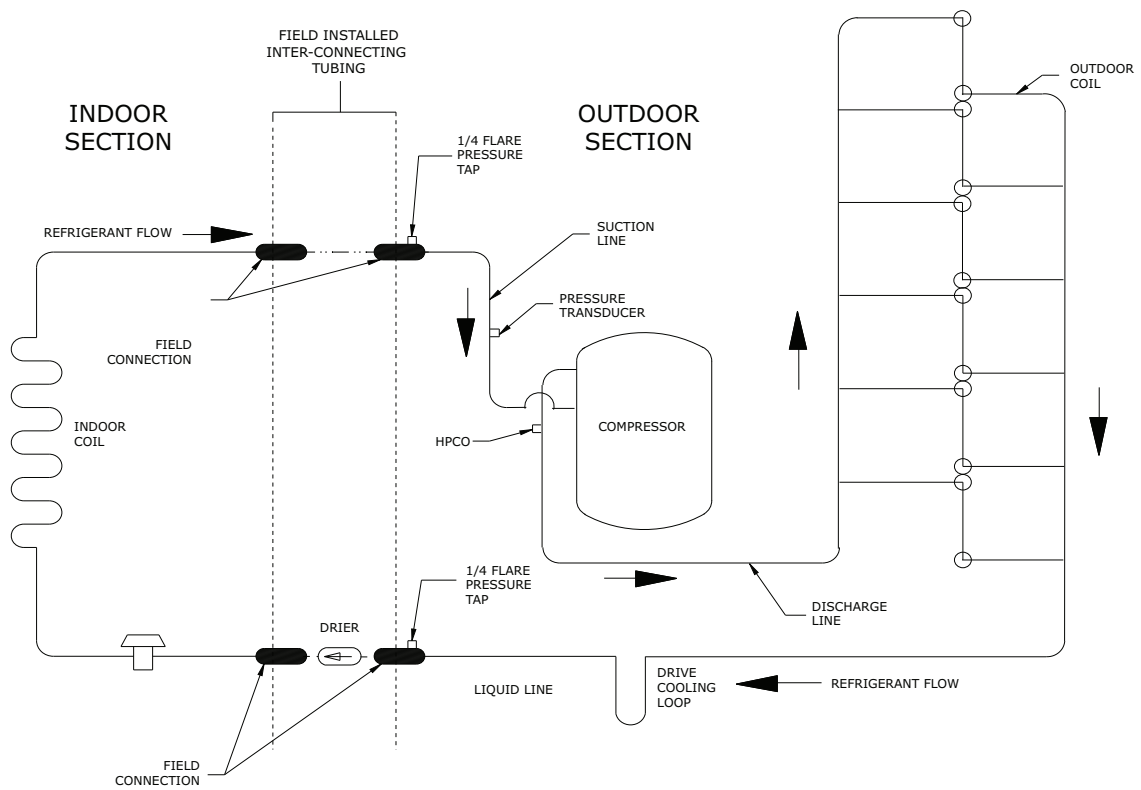 FIELD INSTALLED
INTER-CONNECTING
TUBING
INDOOR
SECTION
OUTDOOR
SECTION
OUTDOOR
COIL
1/4 FLARE
PRESSURE
TAP
REFRIGERANT FLOW
SUCTION
LINE
PRESSURE
TRANSDUCER
FIELD
CONNECTION
INDOOR
COIL
HPCO
COMPRESSOR
1/4 FLARE
PRESSURE
TAP
DISCHARGE
LINE
DRIER
LIQUID LINE
DRIVE
COOLING
LOOP
REFRIGERANT FLOW
FIELD
CONNECTION